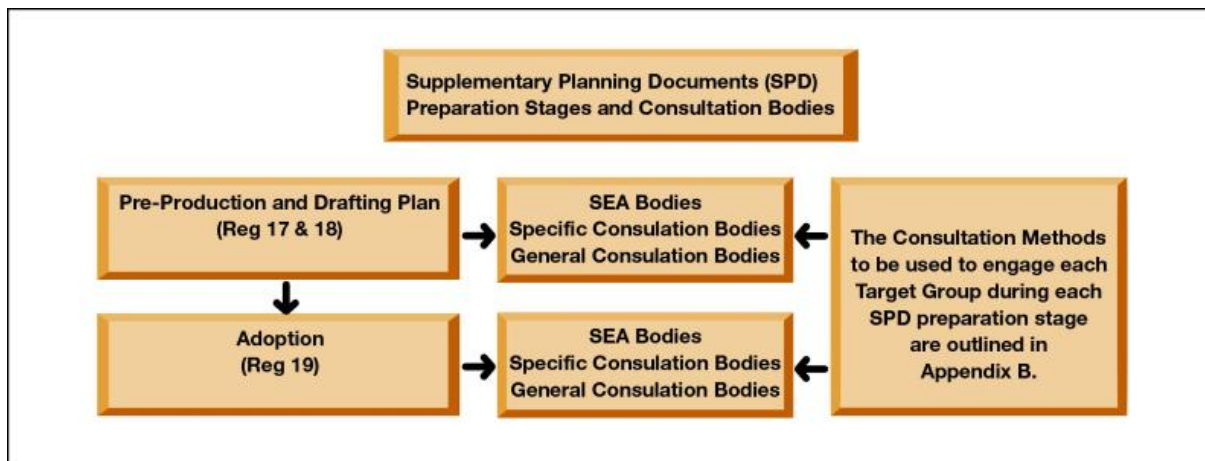 Supplementary Planning Documents (SPD)
Preparation Stages and Consultation Bodies
Pre-Production and Drafting Plan
(Reg 17 & 18)
SEA Bodies
Specific Consulation Bodies
General Consulation Bodies
The Consultation Methods
to be used to engage each
Target Group during each
SPD preparation stage
are outlined in
Appendix B.
Adoption
(Reg 19)
SEA Bodies
Specific Consulation Bodies
General Consulation Bodies